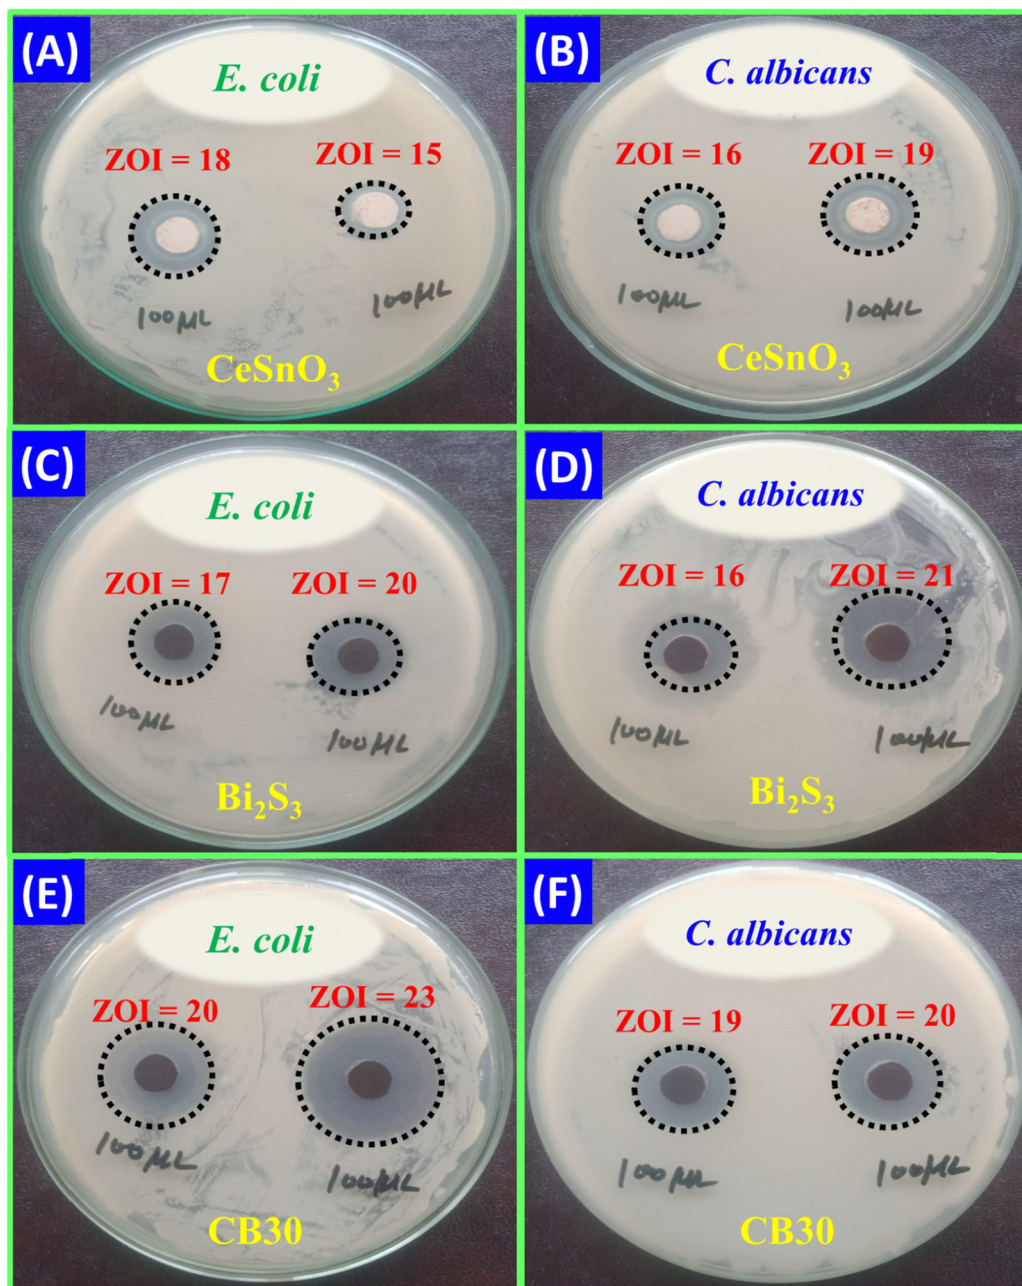 (A)
E. coli
ZOI = 18
ZOI = 15
100µL
100µL
CeSnO₃
(B)
C. albicans
ZOI = 16
ZOI = 19
100µL
100µL
CeSnO₃
(C)
E. coli
ZOI = 17
ZOI = 20
100µL
100µL
Bi₂S₃
(D)
C. albicans
ZOI = 16
ZOI = 21
100µL
100µL
Bi₂S₃
(E)
E. coli
ZOI = 20
ZOI = 23
100µL
100µL
CB30
(F)
C. albicans
ZOI = 19
ZOI = 20
100µL
100µL
CB30